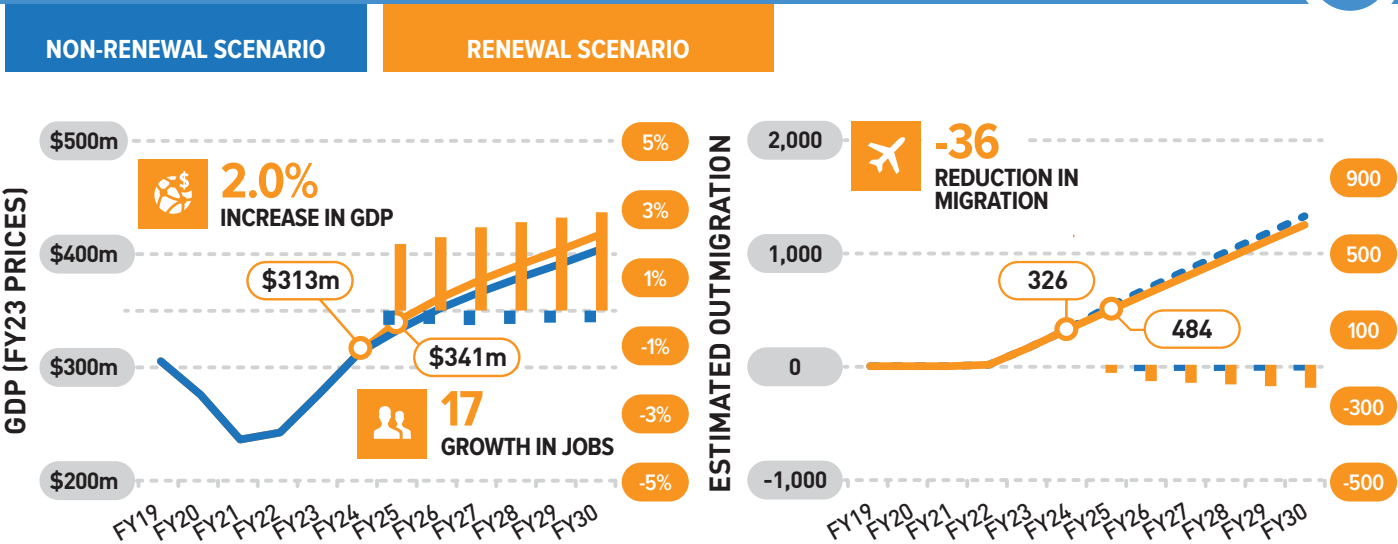 NON-RENEWAL SCENARIO
RENEWAL SCENARIO
GDP (FY23 PRICES)
$500m
$400m
$300m
$200m
5%
3%
1%
-1%
-3%
-5%
$
2.0%
INCREASE IN GDP
$313m
$341m
17
GROWTH IN JOBS
FY19
FY20
FY21
FY22
FY23
FY24
FY25
FY26
FY27
FY28
FY29
FY30
ESTIMATED OUTMIGRATION
2,000
1,000
0
-1,000
900
500
100
-300
-500
-36
REDUCTION IN
MIGRATION
326
484
FY19
FY20
FY21
FY22
FY23
FY24
FY25
FY26
FY27
FY28
FY29
FY30